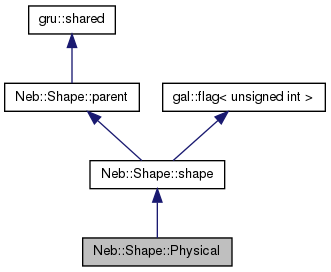 gru::shared
Neb::Shape::parent
gal::flag< unsigned int >
Neb::Shape::shape
Neb::Shape::Physical